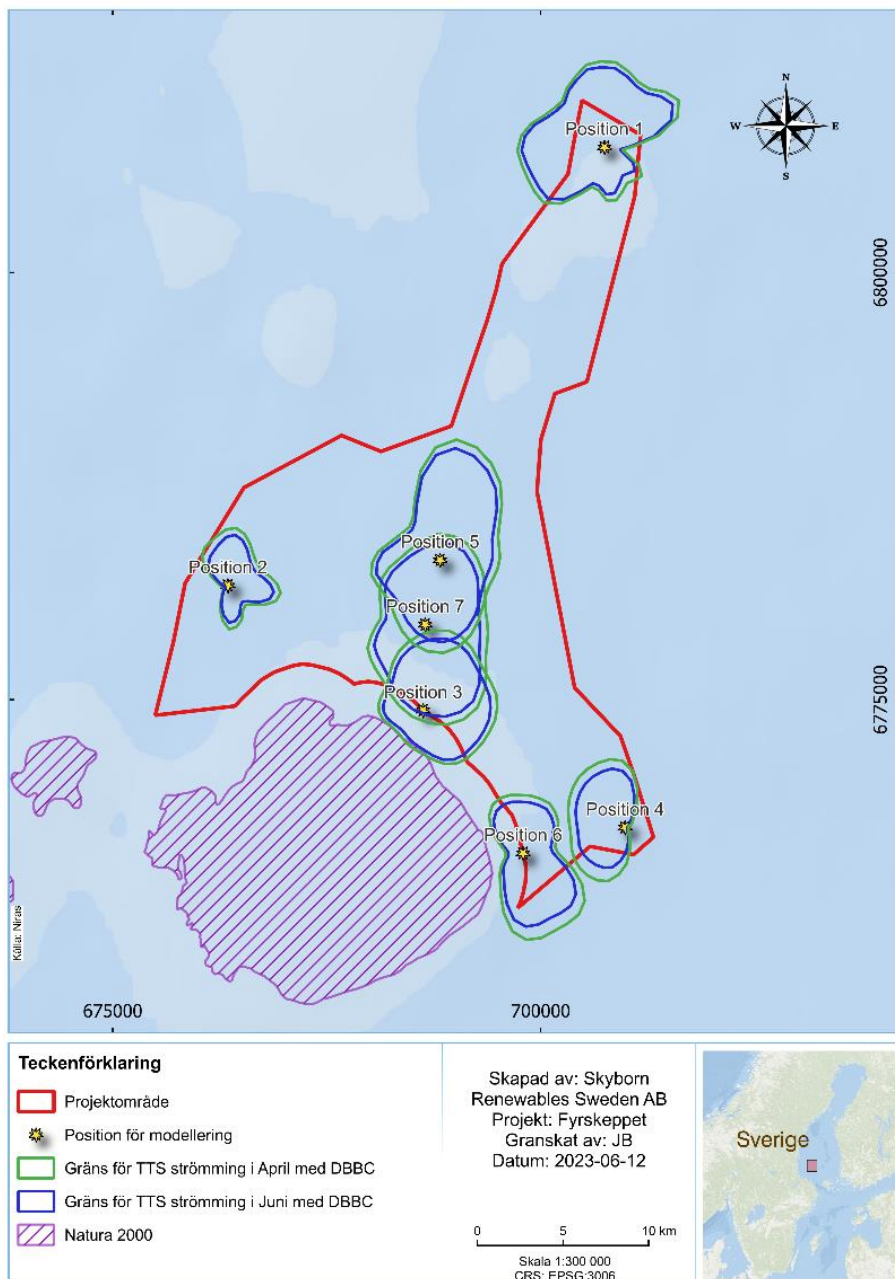 N
W E
S
Position 1
6800000
Position 5
Position 2
Position 7
6775000
Position 3
Position 4
Position 6
Källa: Niras
675000
700000
Teckenförklaring
Projektområde
Position för modellering
Gräns för TTS strömming i April med DBBC
Gräns för TTS strömming i Juni med DBBC
Natura 2000
Skapad av: Skyborn
Renewables Sweden AB
Projekt: Fyrskeppet
Granskat av: JB
Datum: 2023-06-12
0 5 10 km
Skala 1:300 000
CRS: EPSG:3006
Sverige